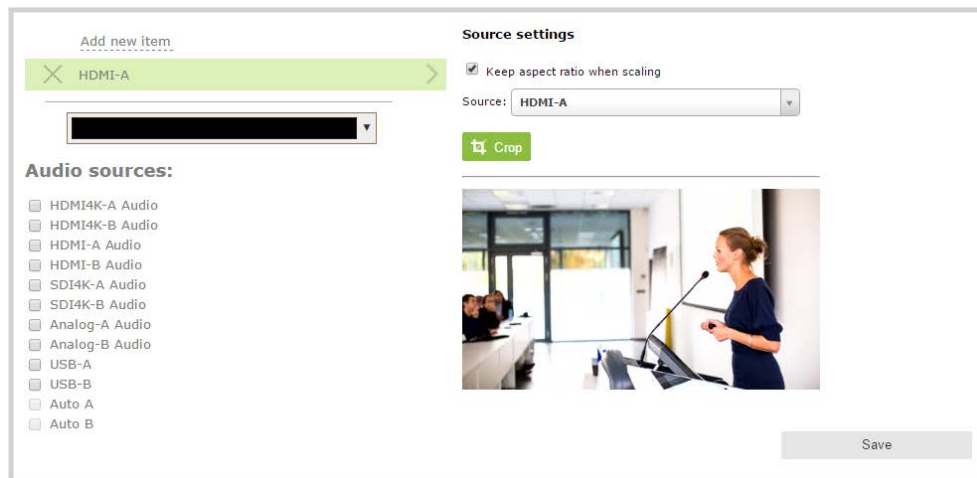 Add new item
HDMI-A
Audio sources:
HDMI4K-A Audio
HDMI4K-B Audio
HDMI-A Audio
HDMI-B Audio
SDI4K-A Audio
SDI4K-B Audio
Analog-A Audio
Analog-B Audio
USB-A
USB-B
Auto A
Auto B
Source settings
Keep aspect ratio when scaling
Source: HDMI-A
Crop
Save